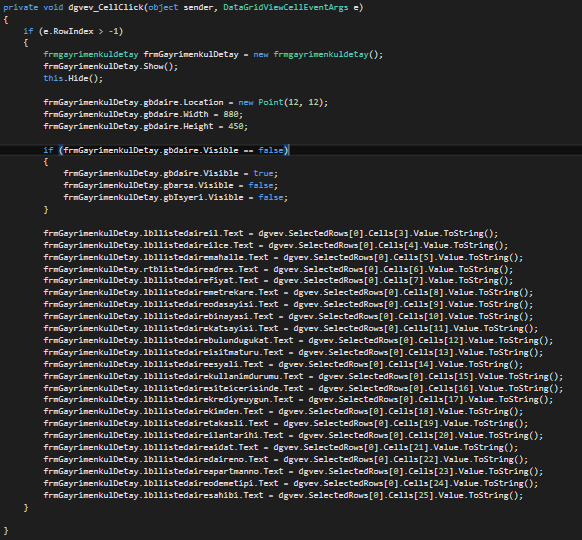 private void dgvev_CellClick(object sender, DataGridViewCellEventArgs e)
{
if (e.RowIndex > -1)
{
frmgayrimenkuldetay frmGayrimenkulDetay = new frmgayrimenkuldetay();
frmGayrimenkulDetay.Show();
this.Hide();
frmGayrimenkulDetay.gbdaire.Location = new Point(12, 12);
frmGayrimenkulDetay.gbdaire.Width = 880;
frmGayrimenkulDetay.gbdaire.Height = 450;
if (frmGayrimenkulDetay.gbdaire.Visible == false)
{
frmGayrimenkulDetay.gbdaire.Visible = true;
frmGayrimenkulDetay.gbarsa.Visible = false;
frmGayrimenkulDetay.gbIsyeri.Visible = false;
}
frmGayrimenkulDetay.lbllistedaireil.Text = dgvev.SelectedRows[0].Cells[3].Value.ToString();
frmGayrimenkulDetay.lbllistedaireilce.Text = dgvev.SelectedRows[0].Cells[4].Value.ToString();
frmGayrimenkulDetay.lbllistedairemahalle.Text = dgvev.SelectedRows[0].Cells[5].Value.ToString();
frmGayrimenkulDetay.rtblistedaireadres.Text = dgvev.SelectedRows[0].Cells[6].Value.ToString();
frmGayrimenkulDetay.lbllistedairefiyat.Text = dgvev.SelectedRows[0].Cells[7].Value.ToString();
frmGayrimenkulDetay.lbllistedairemetrekare.Text = dgvev.SelectedRows[0].Cells[8].Value.ToString();
frmGayrimenkulDetay.lbllistedaireodasayisi.Text = dgvev.SelectedRows[0].Cells[9].Value.ToString();
frmGayrimenkulDetay.lbllistedairebinayasi.Text = dgvev.SelectedRows[0].Cells[10].Value.ToString();
frmGayrimenkulDetay.lbllistedairekatsayisi.Text = dgvev.SelectedRows[0].Cells[11].Value.ToString();
frmGayrimenkulDetay.lbllistedairebulundugukat.Text = dgvev.SelectedRows[0].Cells[12].Value.ToString();
frmGayrimenkulDetay.lbllistedaireisitmaturu.Text = dgvev.SelectedRows[0].Cells[13].Value.ToString();
frmGayrimenkulDetay.lbllistedaireesyali.Text = dgvev.SelectedRows[0].Cells[14].Value.ToString();
frmGayrimenkulDetay.lbllistedairekullanimdurumu.Text = dgvev.SelectedRows[0].Cells[15].Value.ToString();
frmGayrimenkulDetay.lbllistedairesiteicerisinde.Text = dgvev.SelectedRows[0].Cells[16].Value.ToString();
frmGayrimenkulDetay.lbllistedairekrediyeuygun.Text = dgvev.SelectedRows[0].Cells[17].Value.ToString();
frmGayrimenkulDetay.lbllistedairekimden.Text = dgvev.SelectedRows[0].Cells[18].Value.ToString();
frmGayrimenkulDetay.lbllistedairetakasli.Text = dgvev.SelectedRows[0].Cells[19].Value.ToString();
frmGayrimenkulDetay.lbllistedaireilantarihi.Text = dgvev.SelectedRows[0].Cells[20].Value.ToString();
frmGayrimenkulDetay.lbllistedaireaidat.Text = dgvev.SelectedRows[0].Cells[21].Value.ToString();
frmGayrimenkulDetay.lbllistedairedaireno.Text = dgvev.SelectedRows[0].Cells[22].Value.ToString();
frmGayrimenkulDetay.lbllistedaireapartmanno.Text = dgvev.SelectedRows[0].Cells[23].Value.ToString();
frmGayrimenkulDetay.lbllistedaireodemetipi.Text = dgvev.SelectedRows[0].Cells[24].Value.ToString();
frmGayrimenkulDetay.lbllistedairesahibi.Text = dgvev.SelectedRows[0].Cells[25].Value.ToString();
}
}